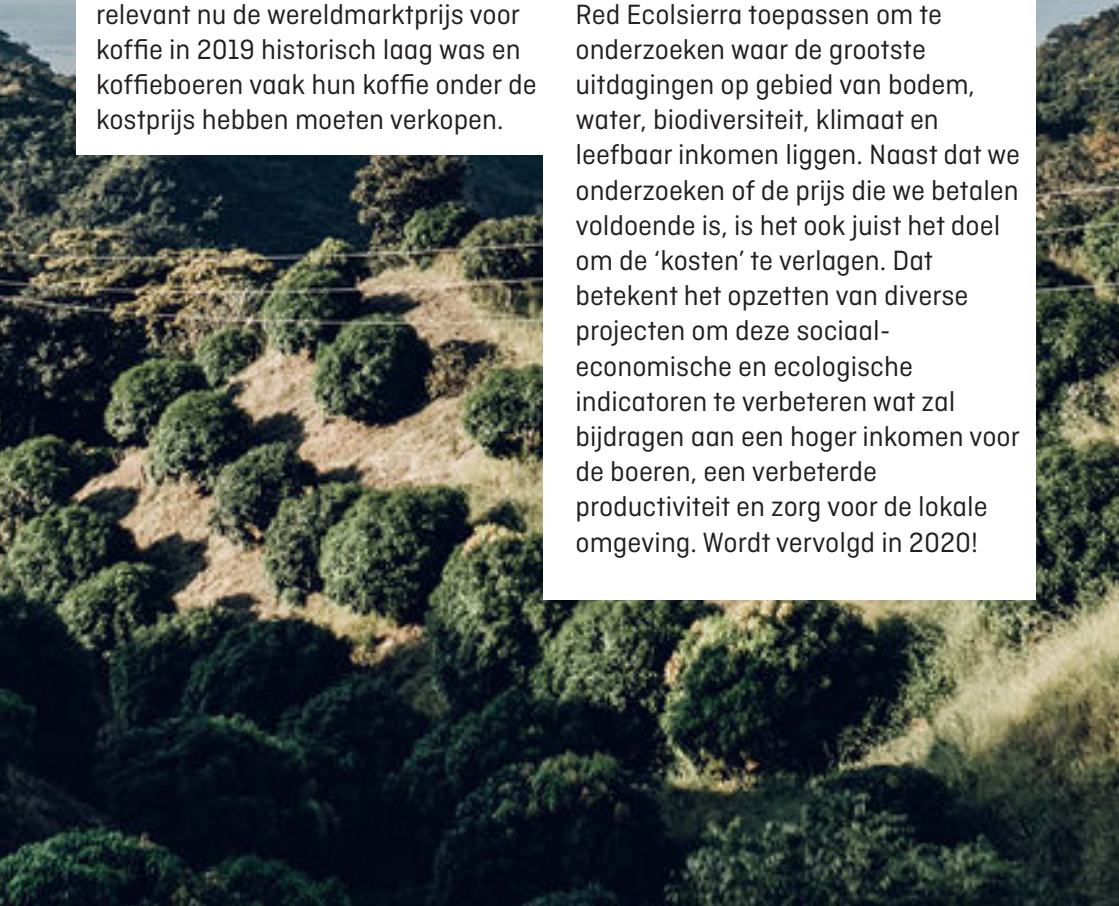 relevant nu de wereldmarktprijs voor
koffie in 2019 historisch laag was en
koffieboeren vaak hun koffie onder de
kostprijs hebben moeten verkopen.
Red Ecolsierra toepassen om te
onderzoeken waar de grootste
uitdagingen op gebied van bodem,
water, biodiversiteit, klimaat en
leefbaar inkomen liggen. Naast dat we
onderzoeken of de prijs die we betalen
voldoende is, is het ook juist het doel
om de ‘kosten’ te verlagen. Dat
betekent het opzetten van diverse
projecten om deze sociaal-
economische en ecologische
indicatoren te verbeteren wat zal
bijdragen aan een hoger inkomen voor
de boeren, een verbeterde
productiviteit en zorg voor de lokale
omgeving. Wordt vervolgd in 2020!